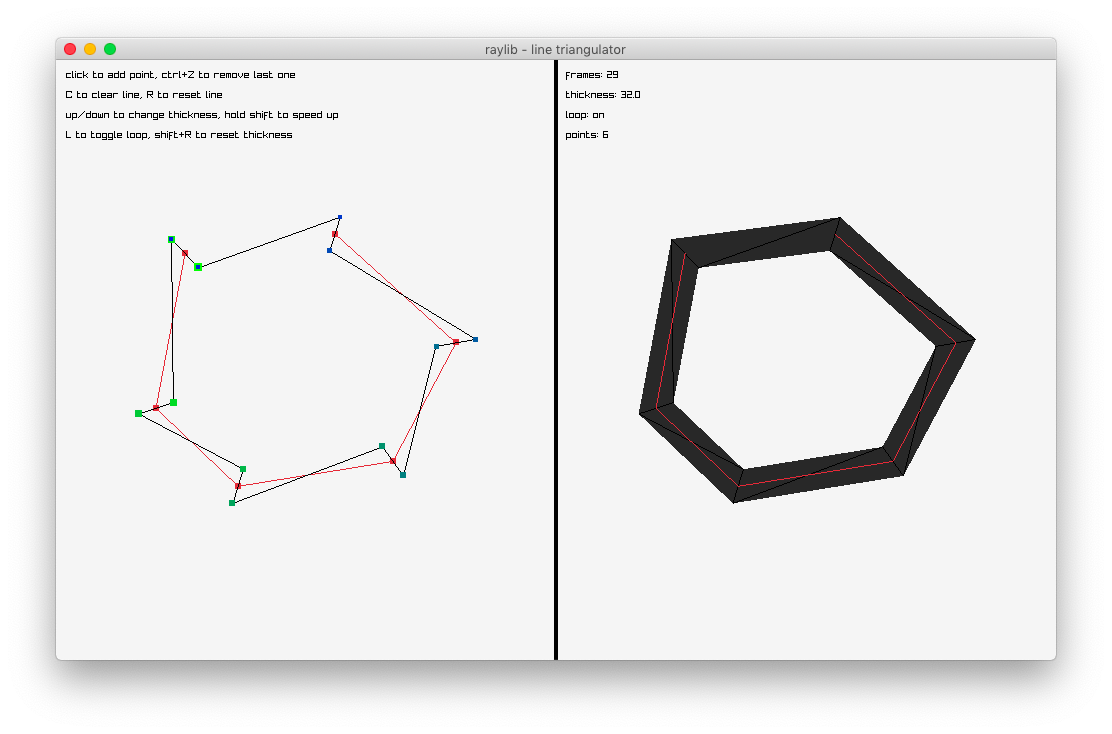 raylib - line triangulator
click to add point, ctrl+Z to remove last one
C to clear line, R to reset line
up/down to change thickness, hold shift to speed up
L to toggle loop, shift+R to reset thickness
frames: 29
thickness: 32.0
loop: on
points: 6